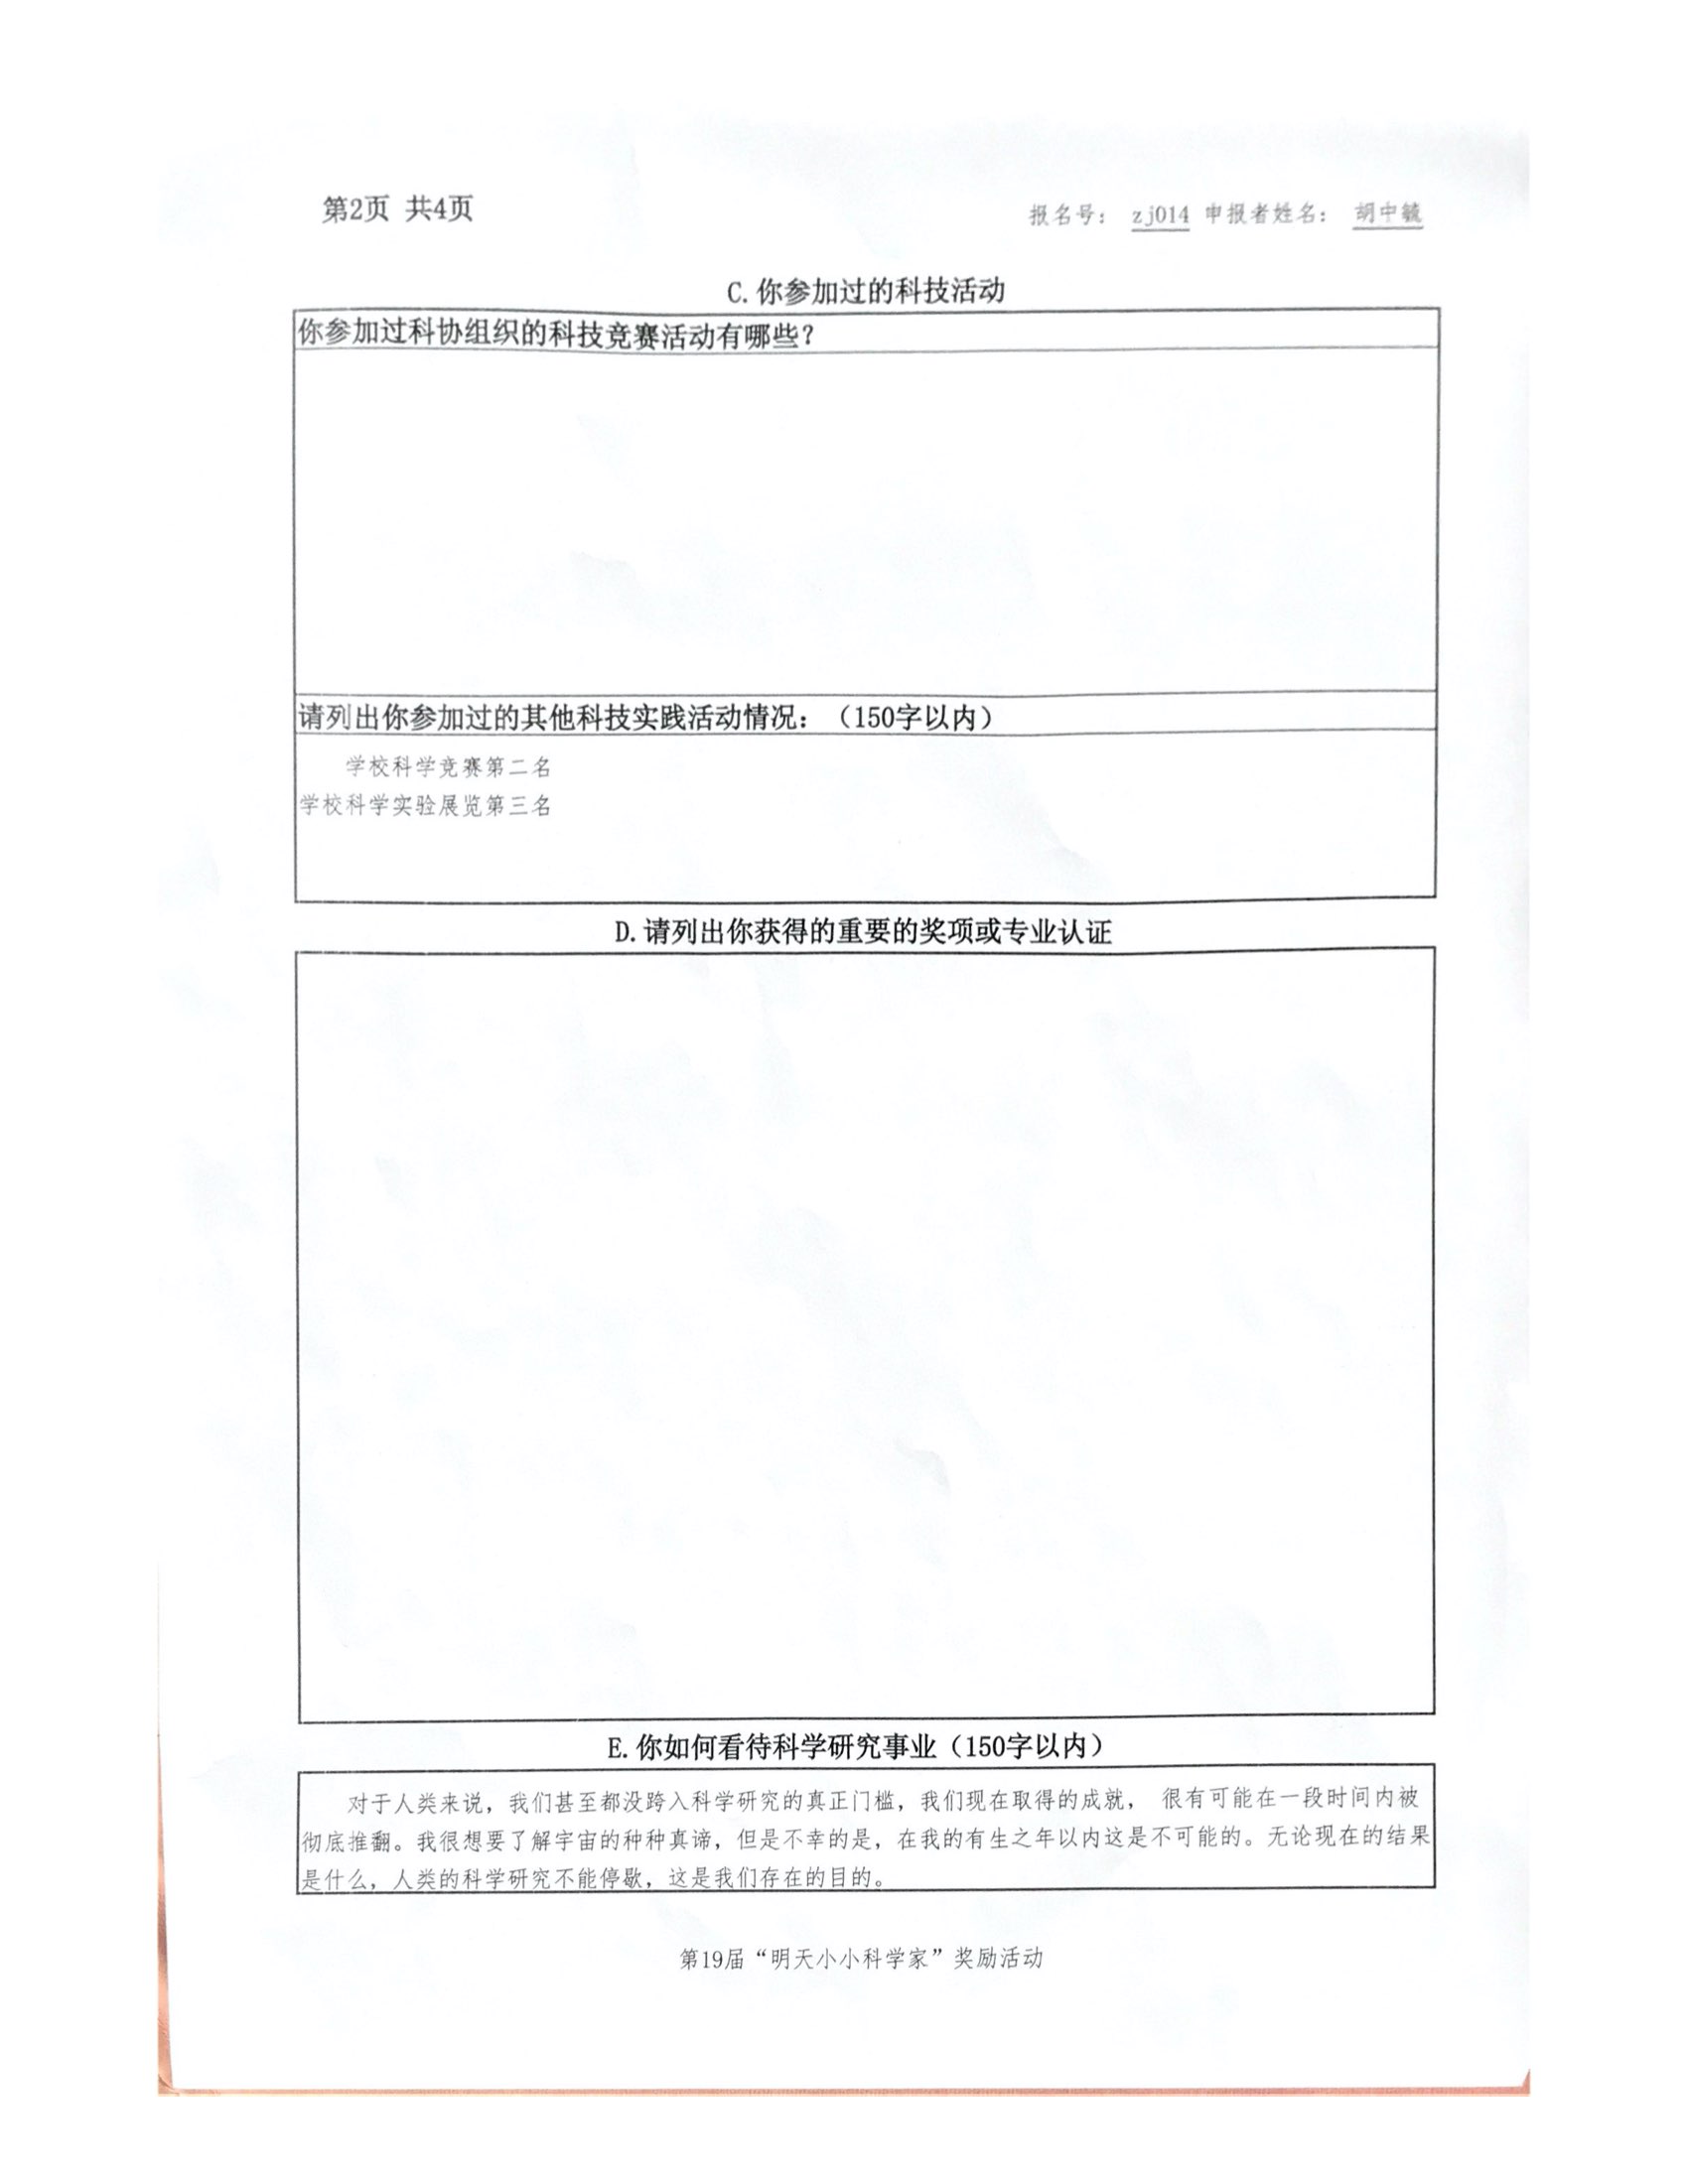 第2页 共4页
报名号： zj014 申报者姓名： 胡中毓
C.你参加过的科技活动
你参加过科协组织的科技竞赛活动有哪些？
请列出你参加过的其他科技实践活动情况：（150字以内）
学校科学竞赛第二名
学校科学实验展览第三名
D.请列出你获得的重要的奖项或专业认证
E.你如何看待科学研究事业（150字以内）
对于人类来说，我们甚至都没跨入科学研究的真正门槛，我们现在取得的成就， 很有可能在一段时间内被
彻底推翻。我很想要了解宇宙的种种真谛，但是不幸的是，在我的有生之年以内这是不可能的。无论现在的结果
是什么，人类的科学研究不能停歇，这是我们存在的目的。
第19届“明天小小科学家”奖励活动